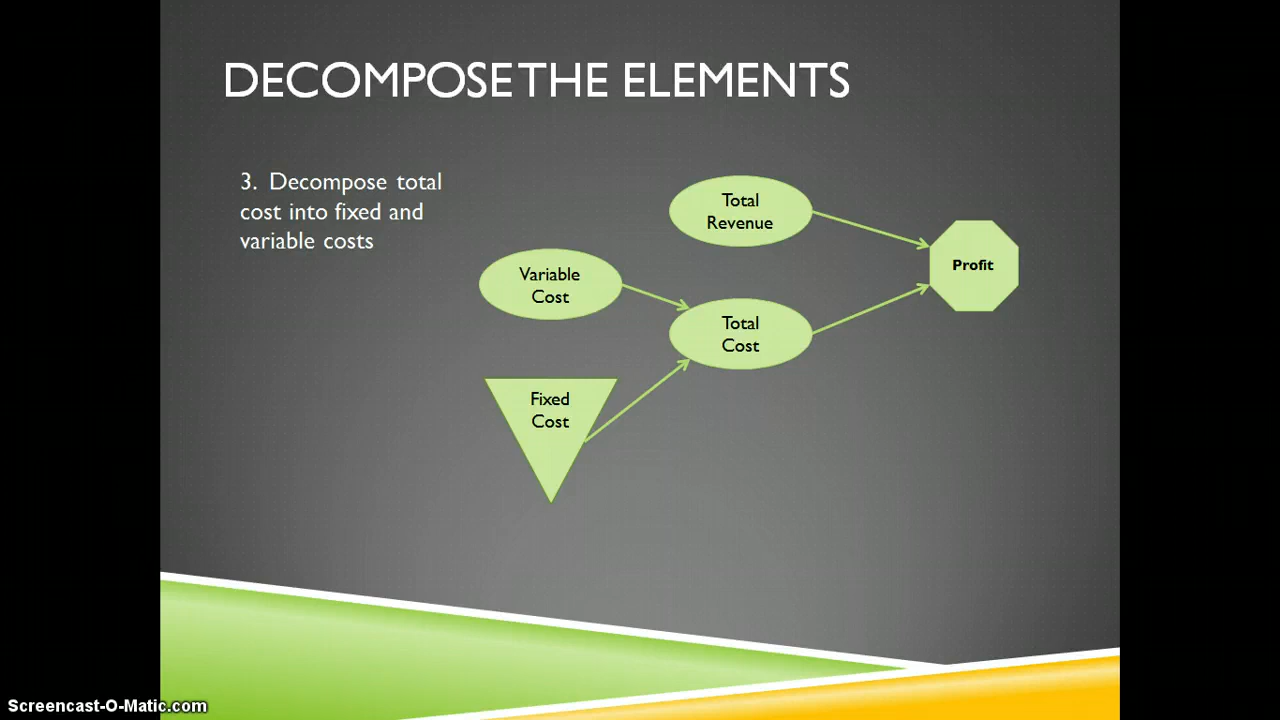 DECOMPOSE THE ELEMENTS
3. Decompose total
cost into fixed and
variable costs
Total
Revenue
Profit
Variable
Cost
Total
Cost
Fixed
Cost
Screencast-O-Matic.com